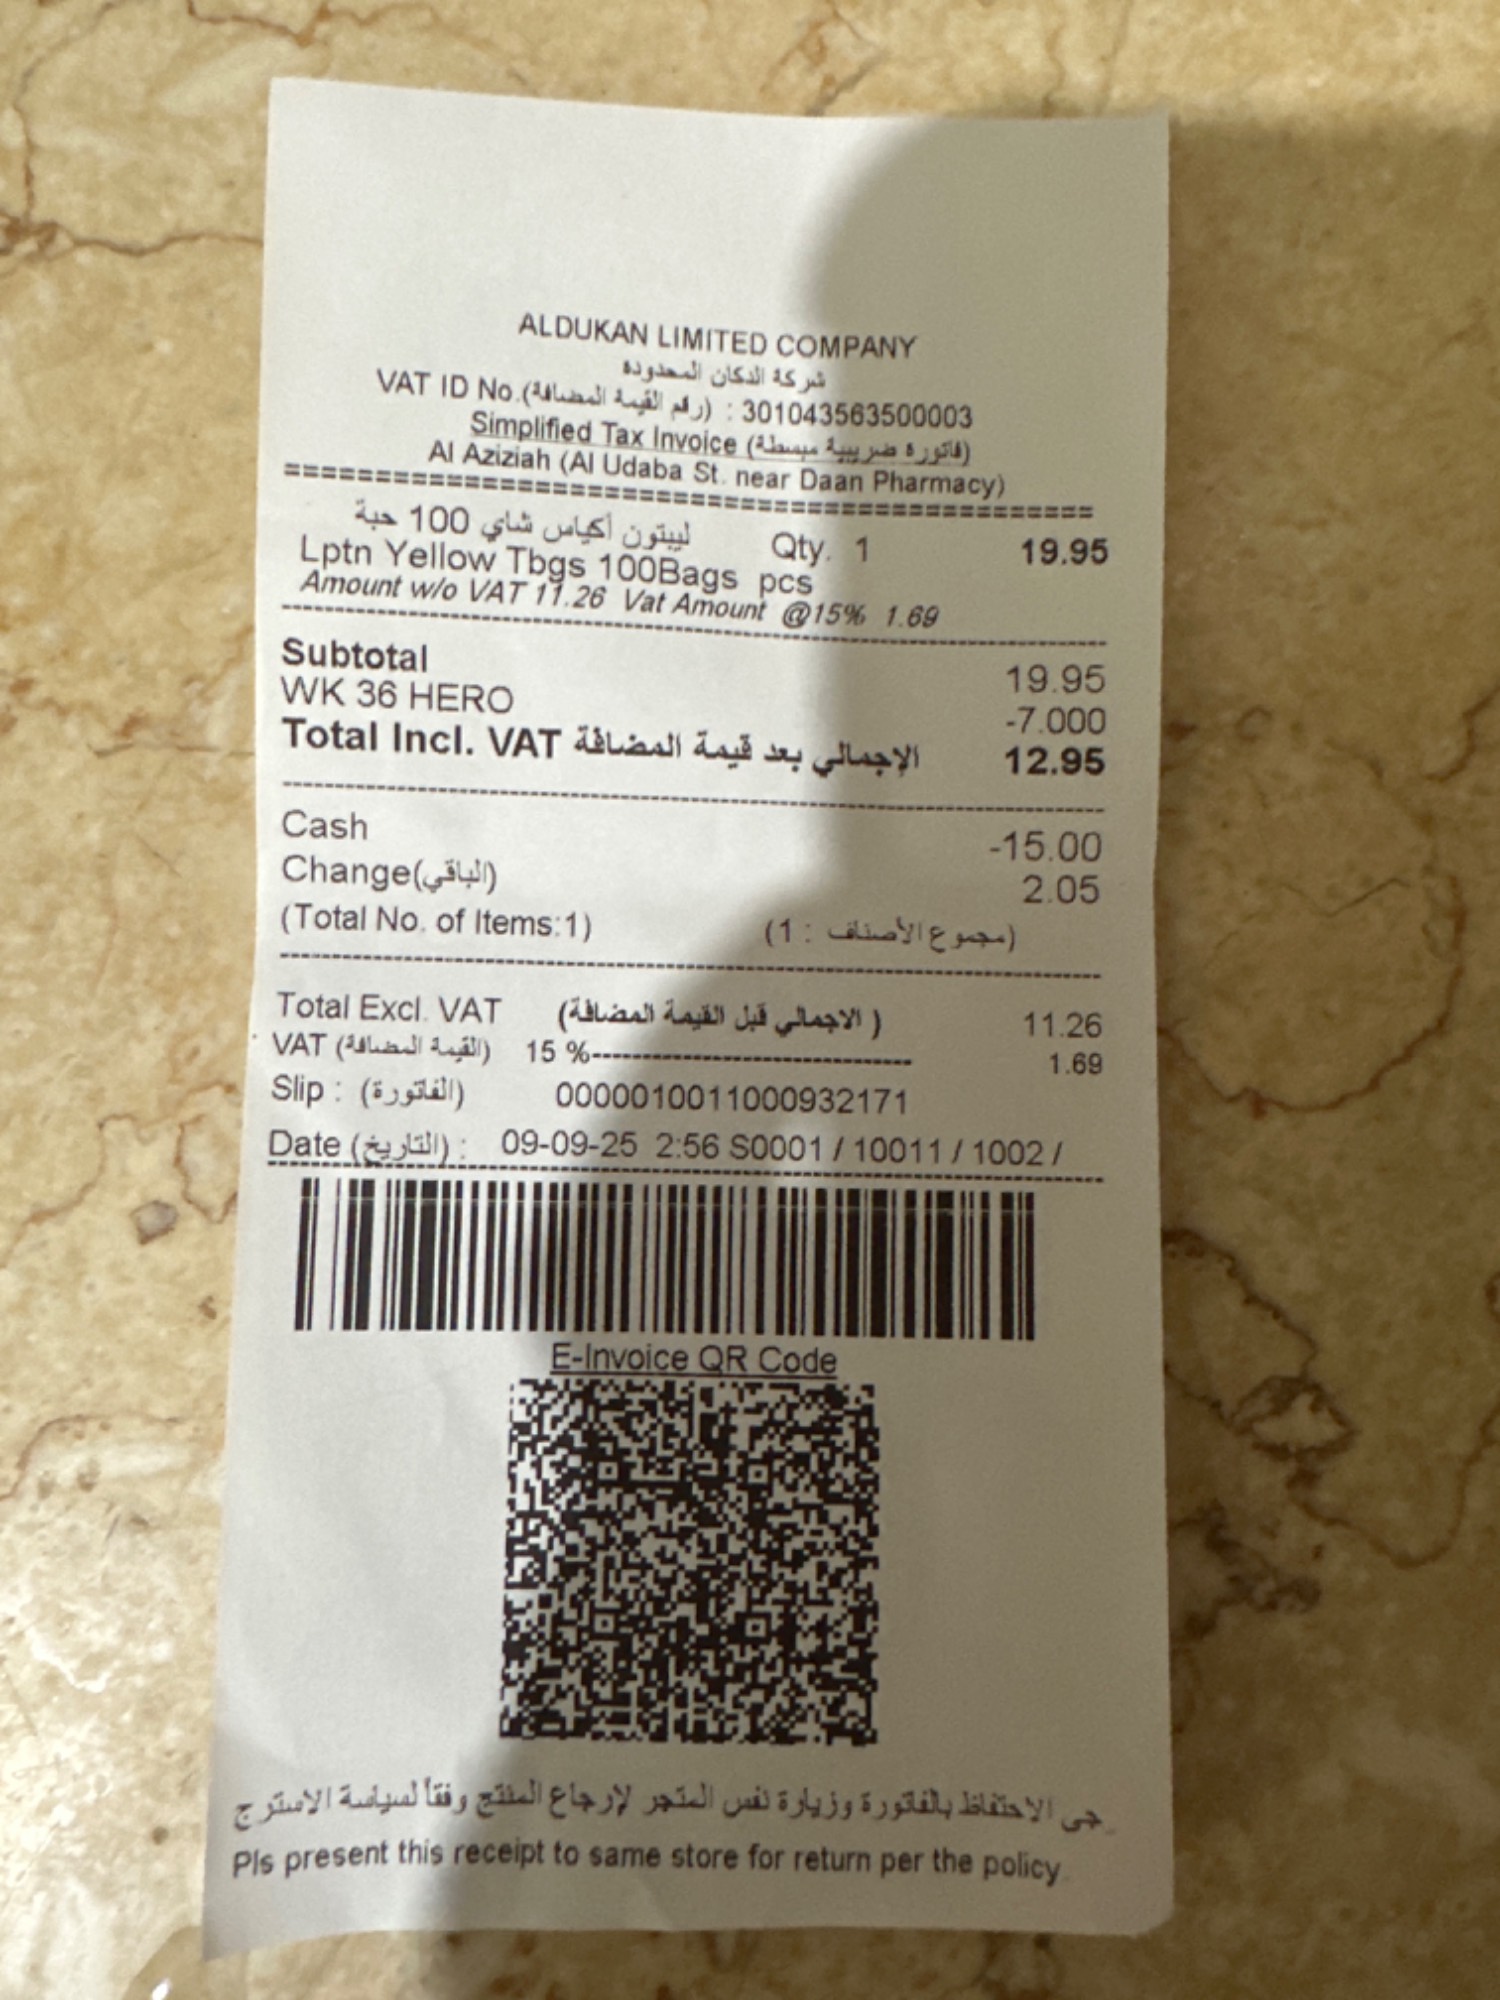 ALDUKAN LIMITED COMPANY
شركة الدكان المحدوده
VAT ID No.(رقم القيمة المضافة) : 301043563500003
Simplified Tax Invoice (فاتورة ضريبية مبسطة)
Al Aziziah (Al Udaba St. near Daan Pharmacy)
ليبتون أكياس شاي 100 حبة Qty. 1 19.95
Lptn Yellow Tbgs 100Bags pcs
Amount w/o VAT 11.26 Vat Amount @15% 1.69
Subtotal 19.95
WK 36 HERO -7.000
Total Incl. VAT الإجمالي بعد قيمة المضافة 12.95
Cash -15.00
Change(الباقي) 2.05
(Total No. of Items:1) (مجموع الأصناف : 1)
Total Excl. VAT (الاجمالي قبل القيمة المضافة ) 11.26
VAT (القيمة المضافة) 15 %------------------------------ 1.69
Slip : (الفاتورة) 0000010011000932171
Date (التاريخ) : 09-09-25 2:56 S0001 / 10011 / 1002 /
E-Invoice QR Code
جى الاحتفاظ بالفاتورة وزيارة نفس المتجر لإرجاع المنتج وفقاً لسياسة الاسترج
Pls present this receipt to same store for return per the policy